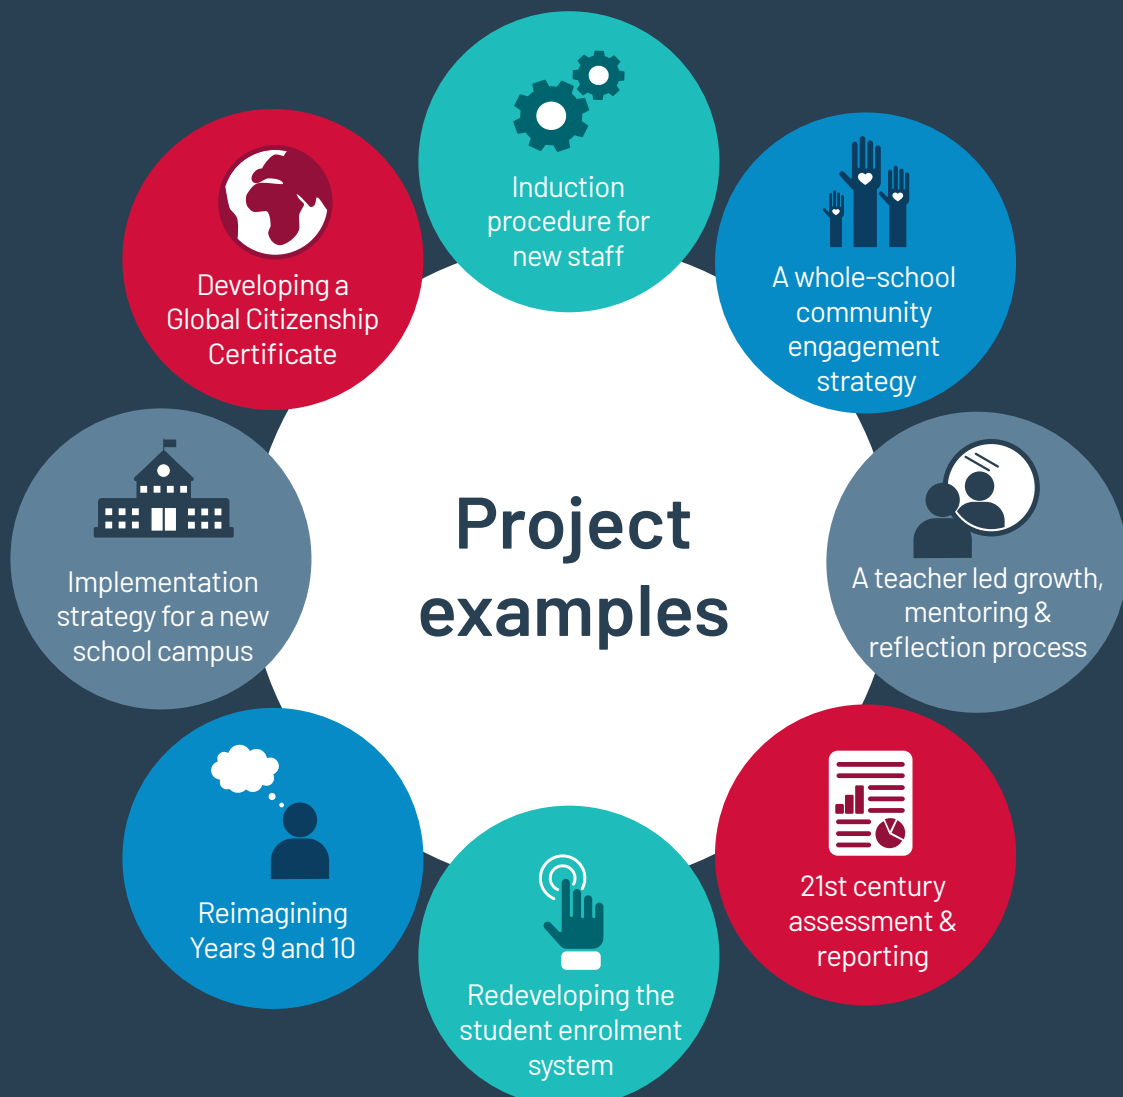 Induction
procedure for
new staff
A whole-school
community
engagement
strategy
A teacher led growth,
mentoring &
reflection process
21st century
assessment &
reporting
Redeveloping the
student enrolment
system
Reimagining
Years 9 and 10
Implementation
strategy for a new
school campus
Developing a
Global Citizenship
Certificate
Project
examples